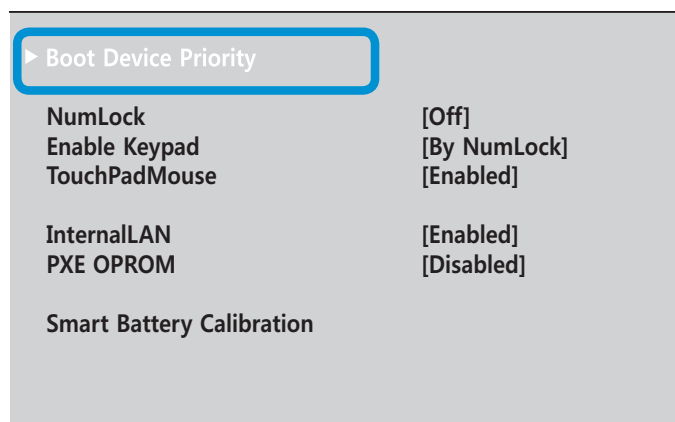 Boot Device Priority
NumLock [Off]
Enable Keypad [By NumLock]
TouchPadMouse [Enabled]
InternalLAN [Enabled]
PXE OPROM [Disabled]
Smart Battery Calibration